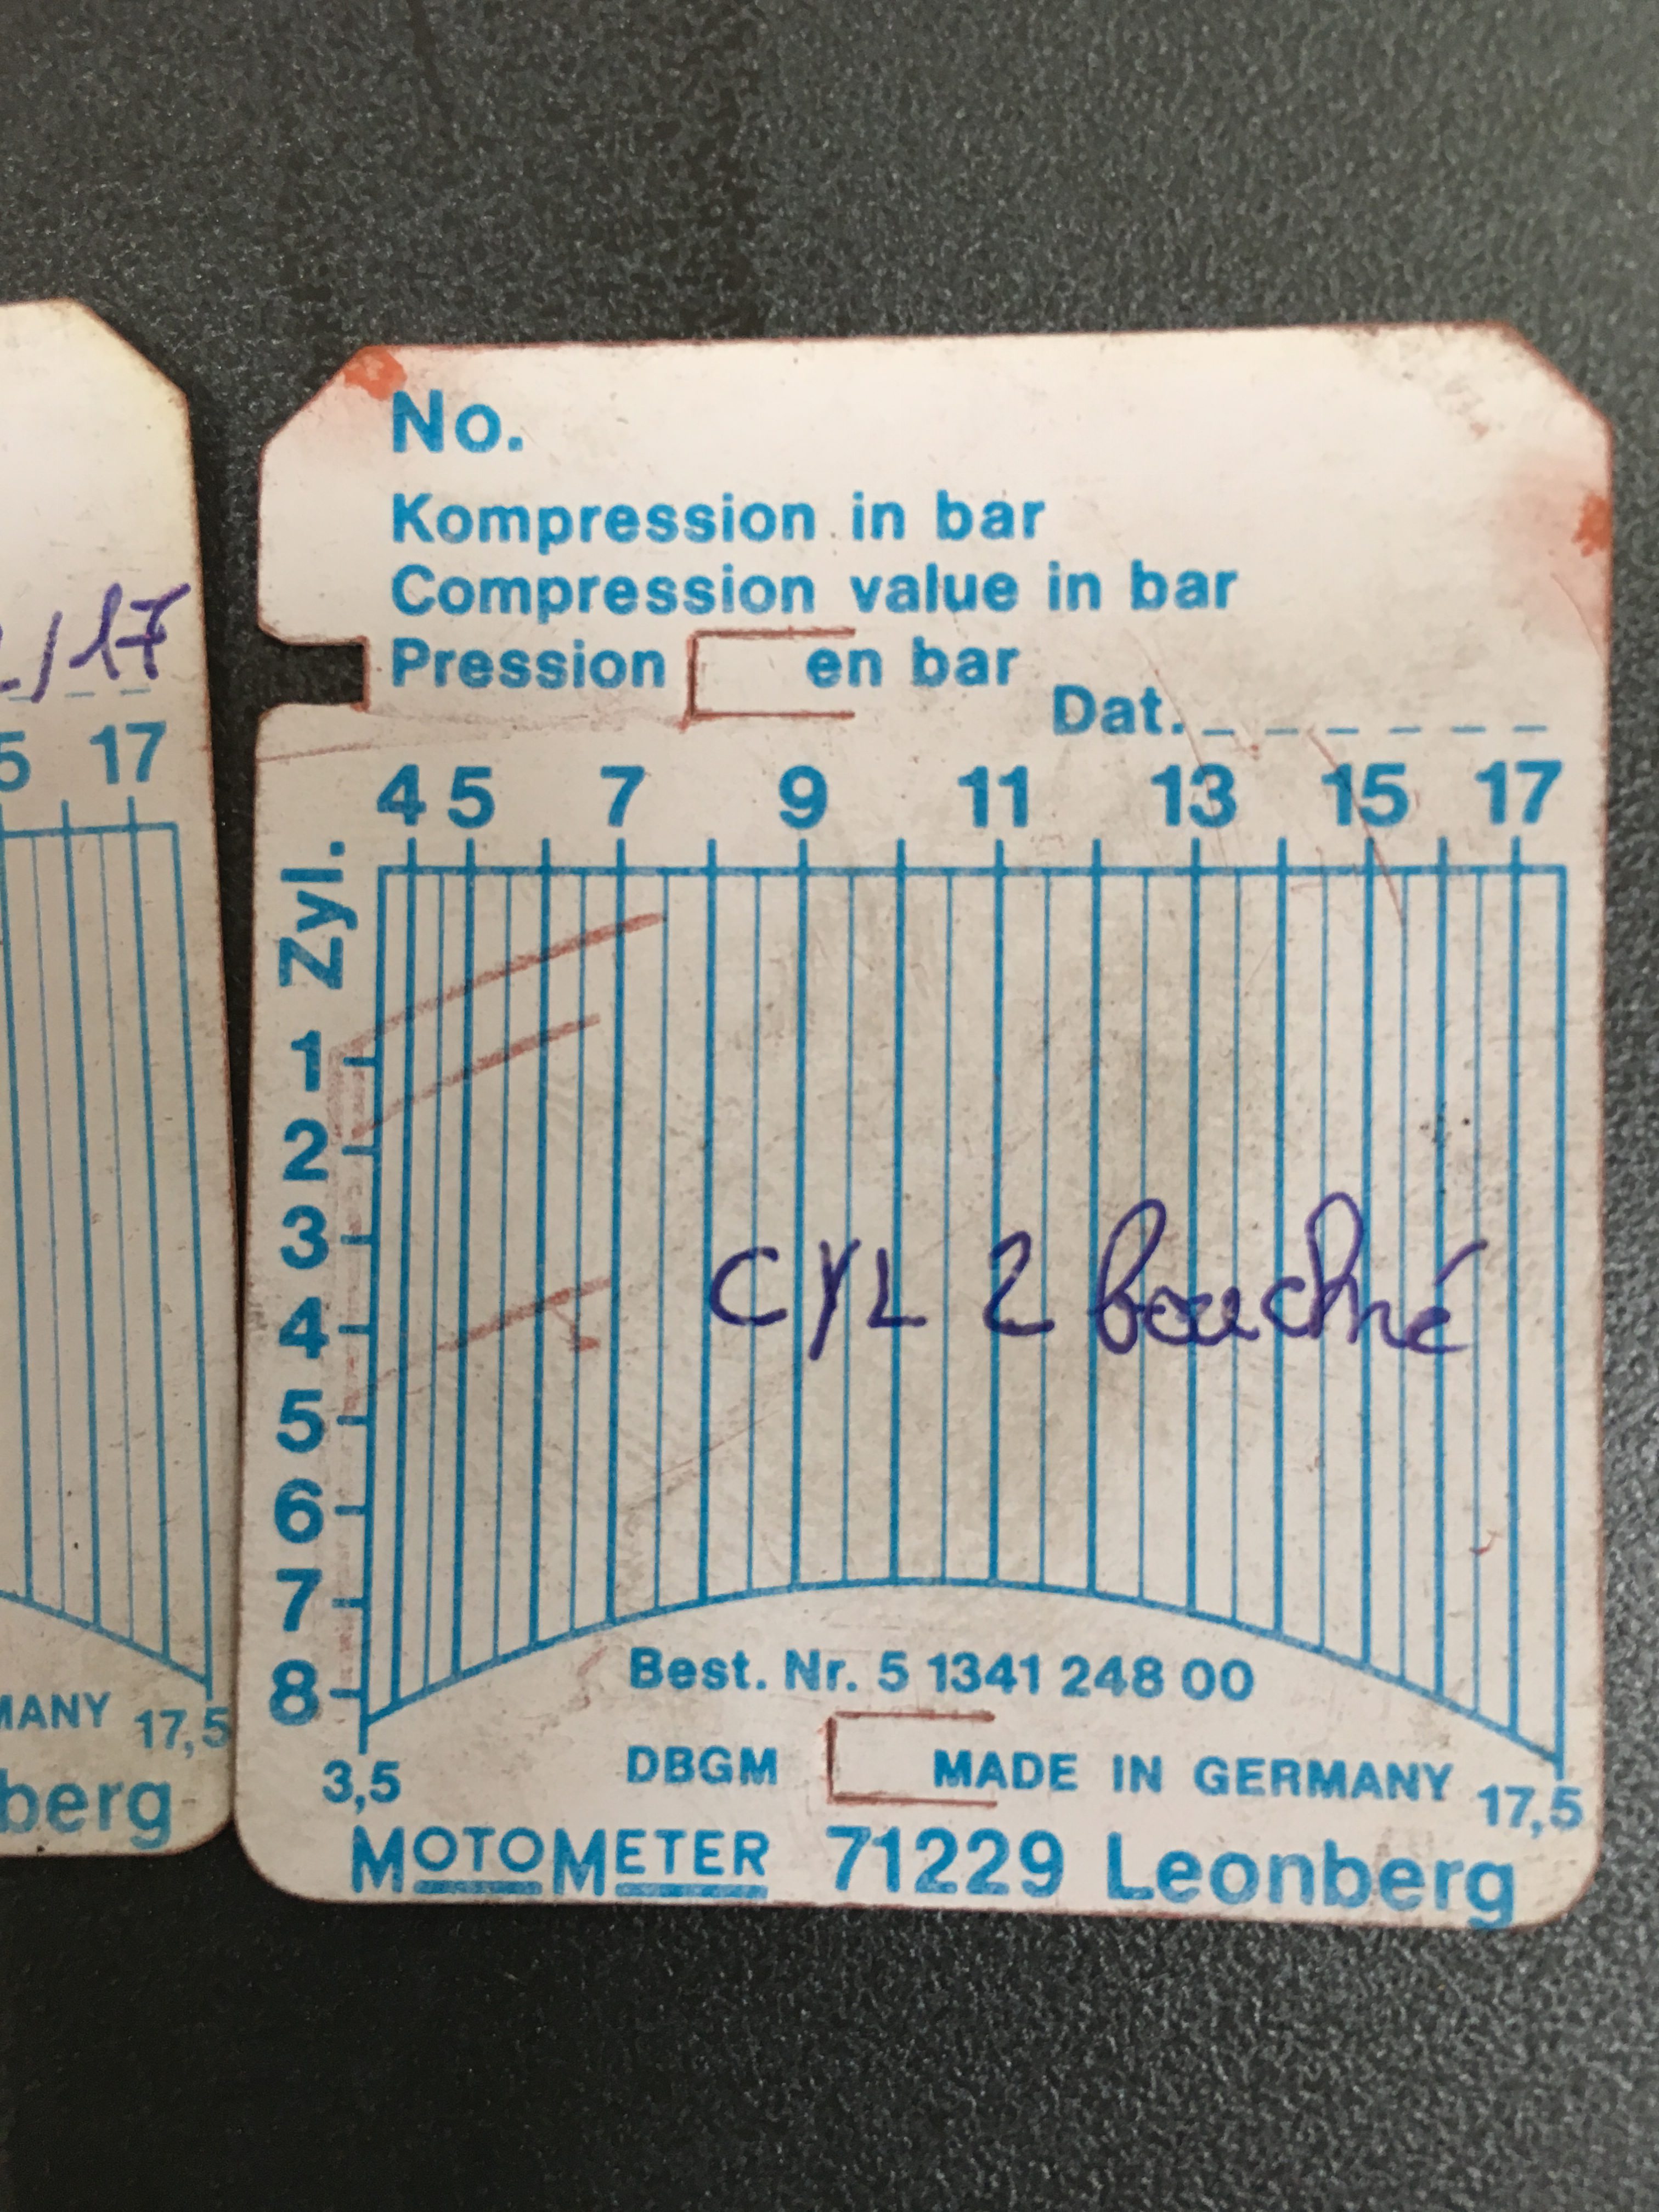 No.
Kompression in bar
Compression value in bar
Pression en bar
Dat.
4 5 7 9 11 13 15 17
Zyl.
1
2
3
4
5
6
7
8
CYL 2 bouché
Best. Nr. 5 1341 248 00
DBGM MADE IN GERMANY
3,5 17,5
MOTOMETER 71229 Leonberg
/17
5 17
MANY 17,5
berg